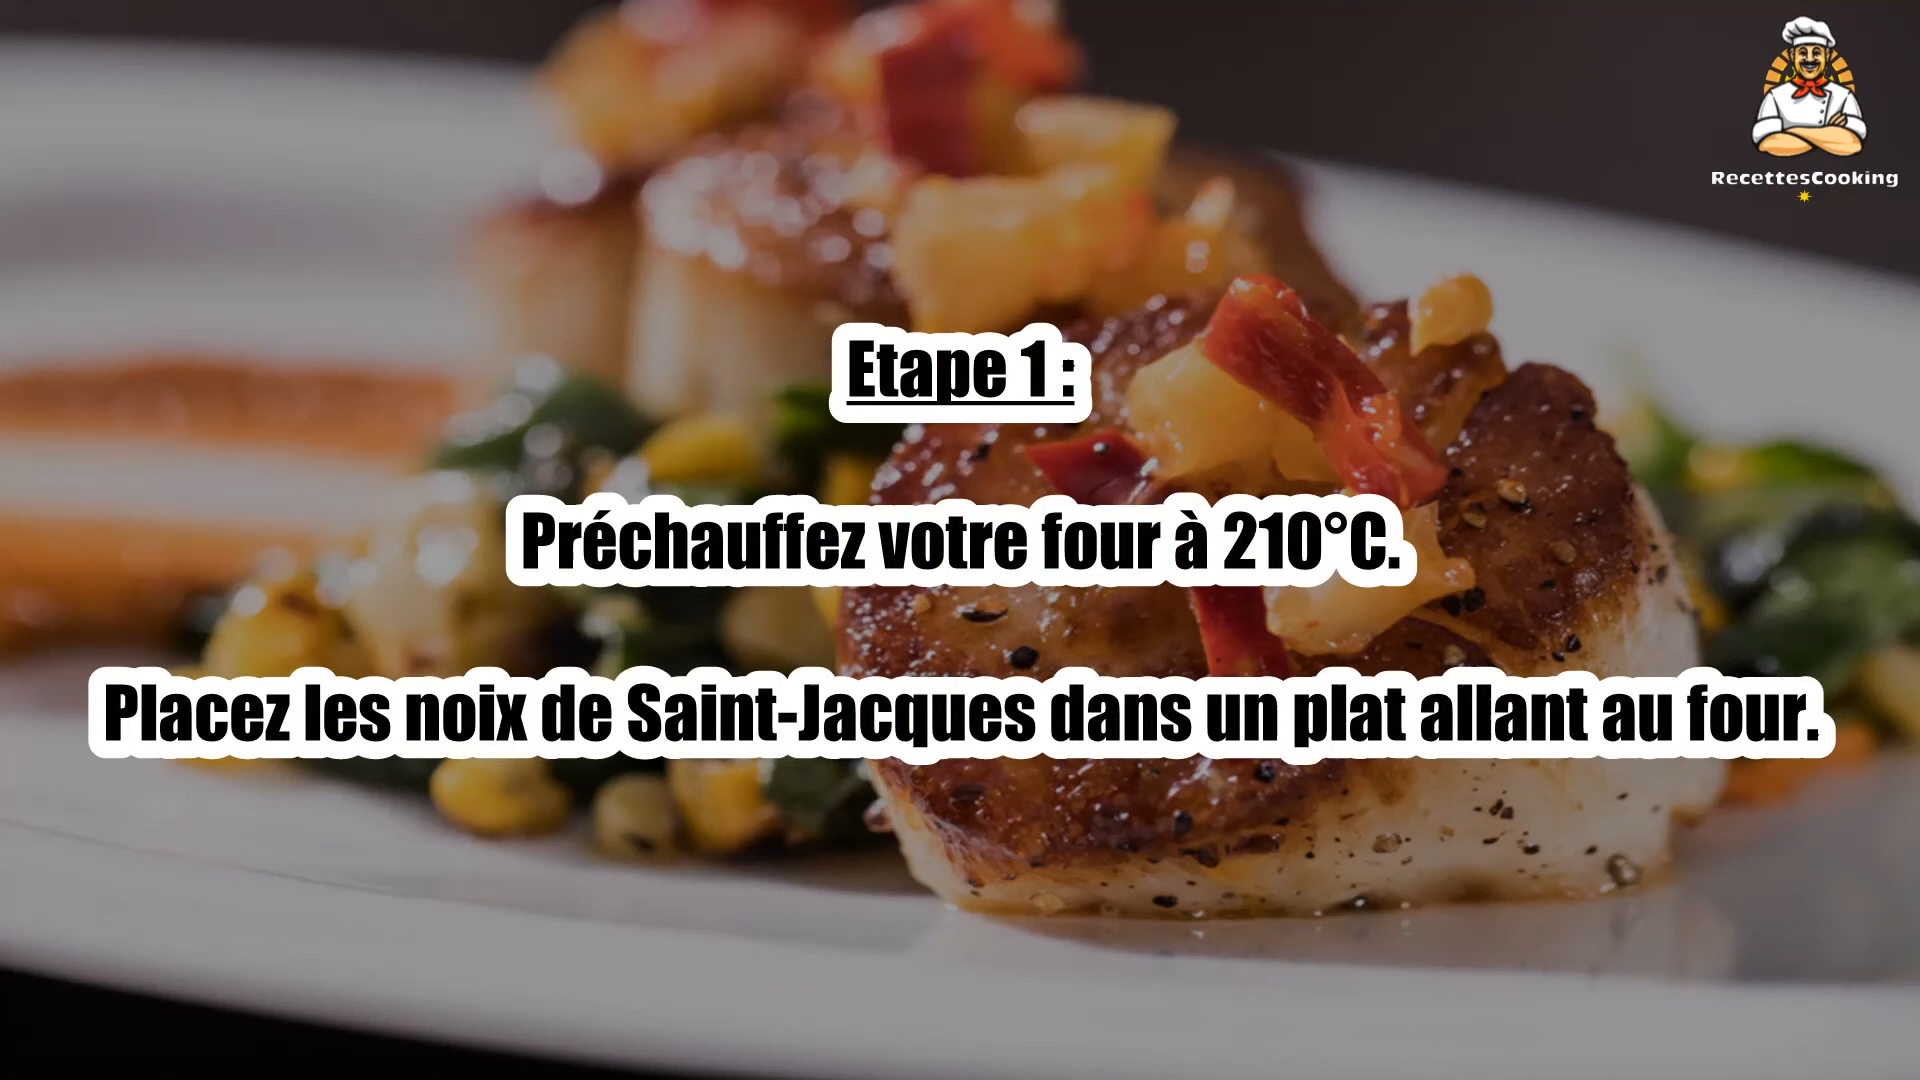 RecettesCooking
Etape 1 :
Préchauffez votre four à 210°C.
Placez les noix de Saint-Jacques dans un plat allant au four.